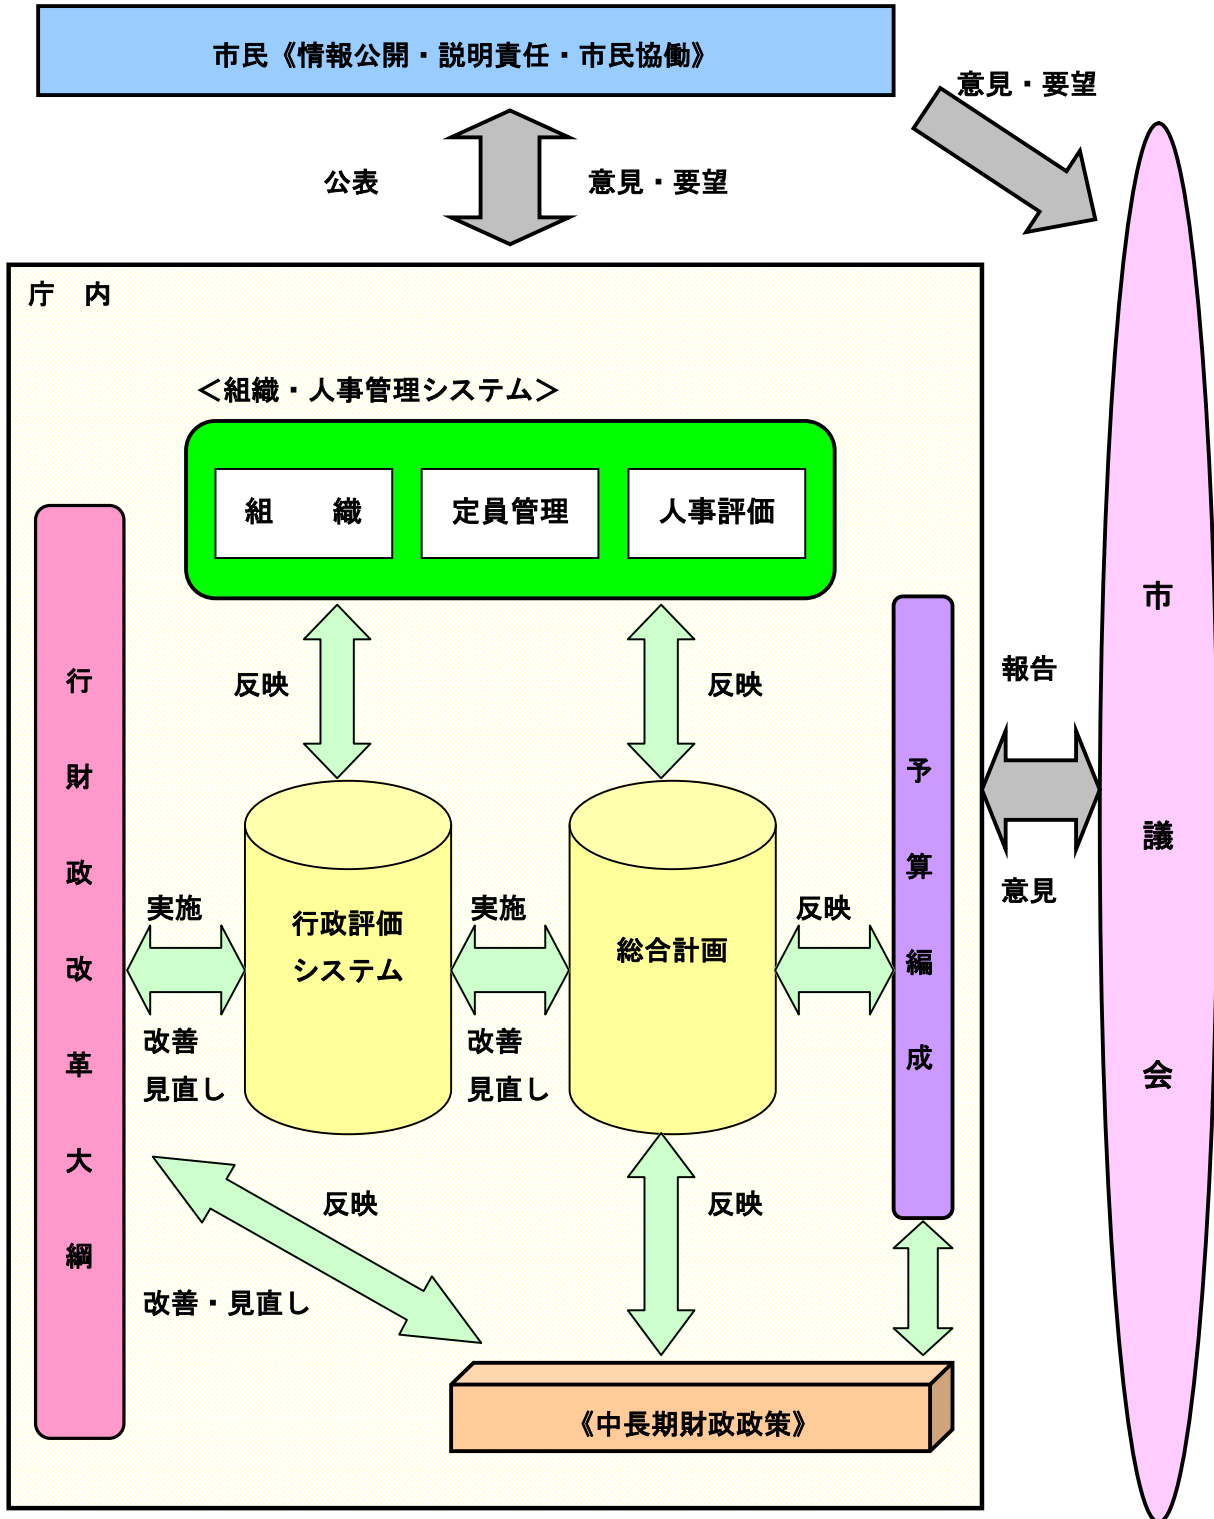 市民《情報公開・説明責任・市民協働》
意見・要望
公表
意見・要望
庁　内
＜組織・人事管理システム＞
組　　織
定員管理
人事評価
行財政改革大綱
反映
反映
予算編成
報告
意見
市議会
実施
改善
見直し
行政評価
システム
実施
改善
見直し
総合計画
反映
反映
改善・見直し
反映
《中長期財政政策》